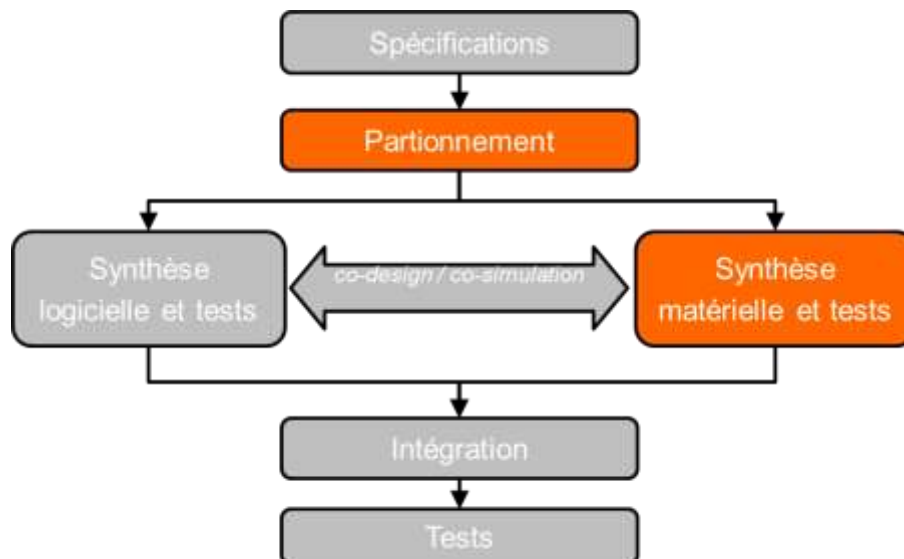 Spécifications
Partionnement
Synthèse
logicielle et tests
co-design / co-simulation
Synthèse
matérielle et tests
Intégration
Tests